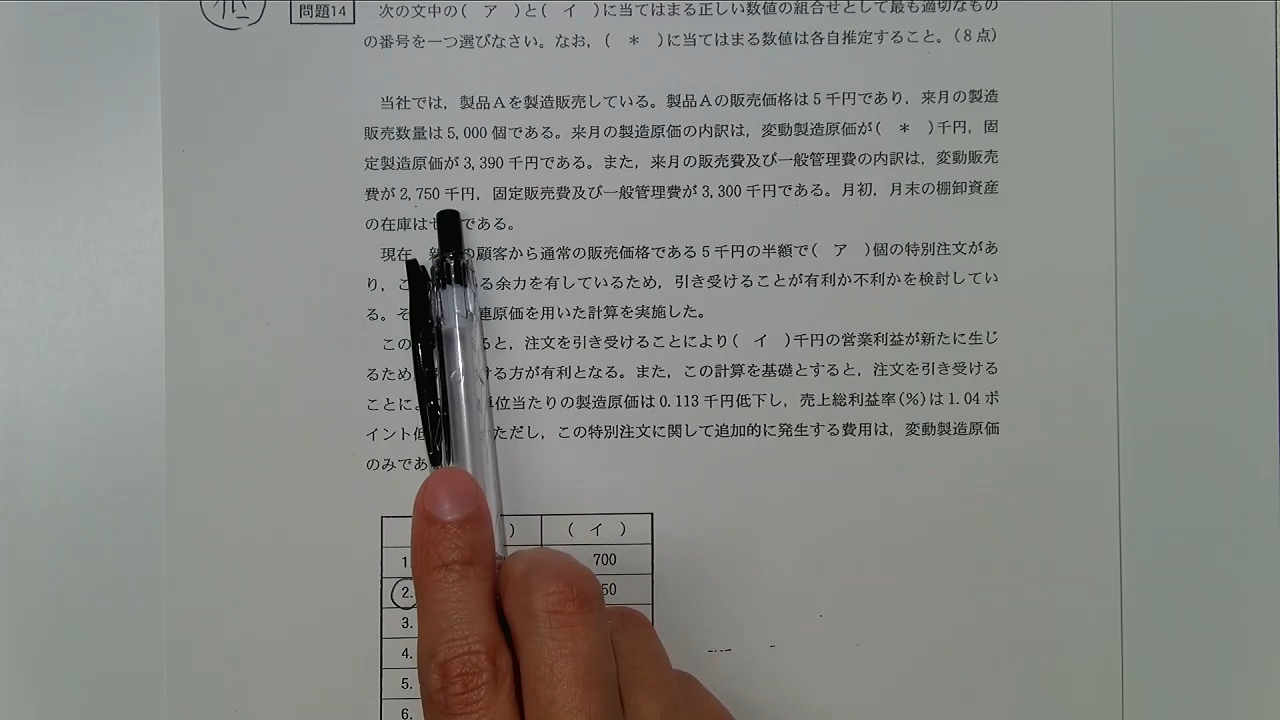 問題14 次の文中の( ア )と( イ )に当てはまる正しい数値の組合せとして最も適切なもの
の番号を一つ選びなさい。なお,( * )に当てはまる数値は各自推定すること。(8点)
当社では,製品Aを製造販売している。製品Aの販売価格は5千円であり,来月の製造
販売数量は5,000個である。来月の製造原価の内訳は,変動製造原価が( * )千円,固
定製造原価が3,390千円である。また,来月の販売費及び一般管理費の内訳は,変動販売
費が2,750千円,固定販売費及び一般管理費が3,300千円である。月初,月末の棚卸資産
の在庫は である。
現在 の顧客から通常の販売価格である5千円の半額で( ア )個の特別注文があ
り, る余力を有しているため,引き受けることが有利か不利かを検討してい
る。そ 連原価を用いた計算を実施した。
この ると,注文を引き受けることにより( イ )千円の営業利益が新たに生じ
るため ける方が有利となる。また,この計算を基礎とすると,注文を引き受ける
ことに 単位当たりの製造原価は0.113千円低下し,売上総利益率(%)は1.04ポ
イント低 ただし,この特別注文に関して追加的に発生する費用は,変動製造原価
のみであ
) ( イ )
1. 700
2. 50
3.
4.
5.
6.